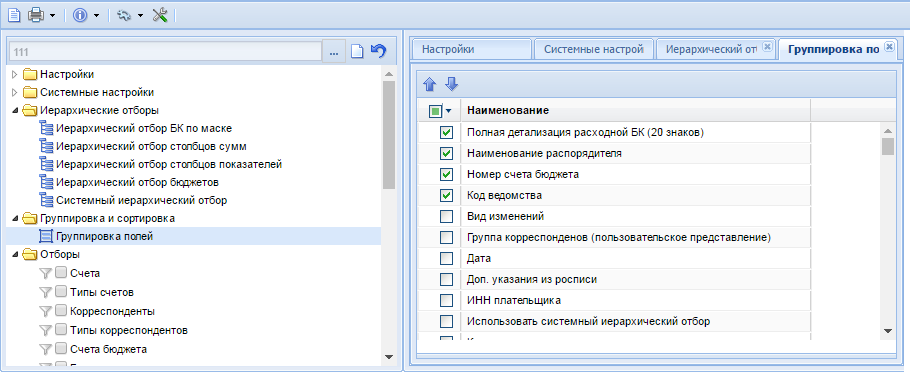 111
...
Настройки
Системные настройки
Иерархические отборы
Иерархический отбор БК по маске
Иерархический отбор столбцов сумм
Иерархический отбор столбцов показателей
Иерархический отбор бюджетов
Системный иерархический отбор
Группировка и сортировка
Группировка полей
Отборы
Счета
Типы счетов
Корреспонденты
Типы корреспондентов
Счета бюджета
Настройки
Системные настрой
Иерархический от
Группировка по
Наименование
Полная детализация расходной БК (20 знаков)
Наименование распорядителя
Номер счета бюджета
Код ведомства
Вид изменений
Группа корреспонденов (пользовательское представление)
Дата
Доп. указания из росписи
ИНН плательщика
Использовать системный иерархический отбор